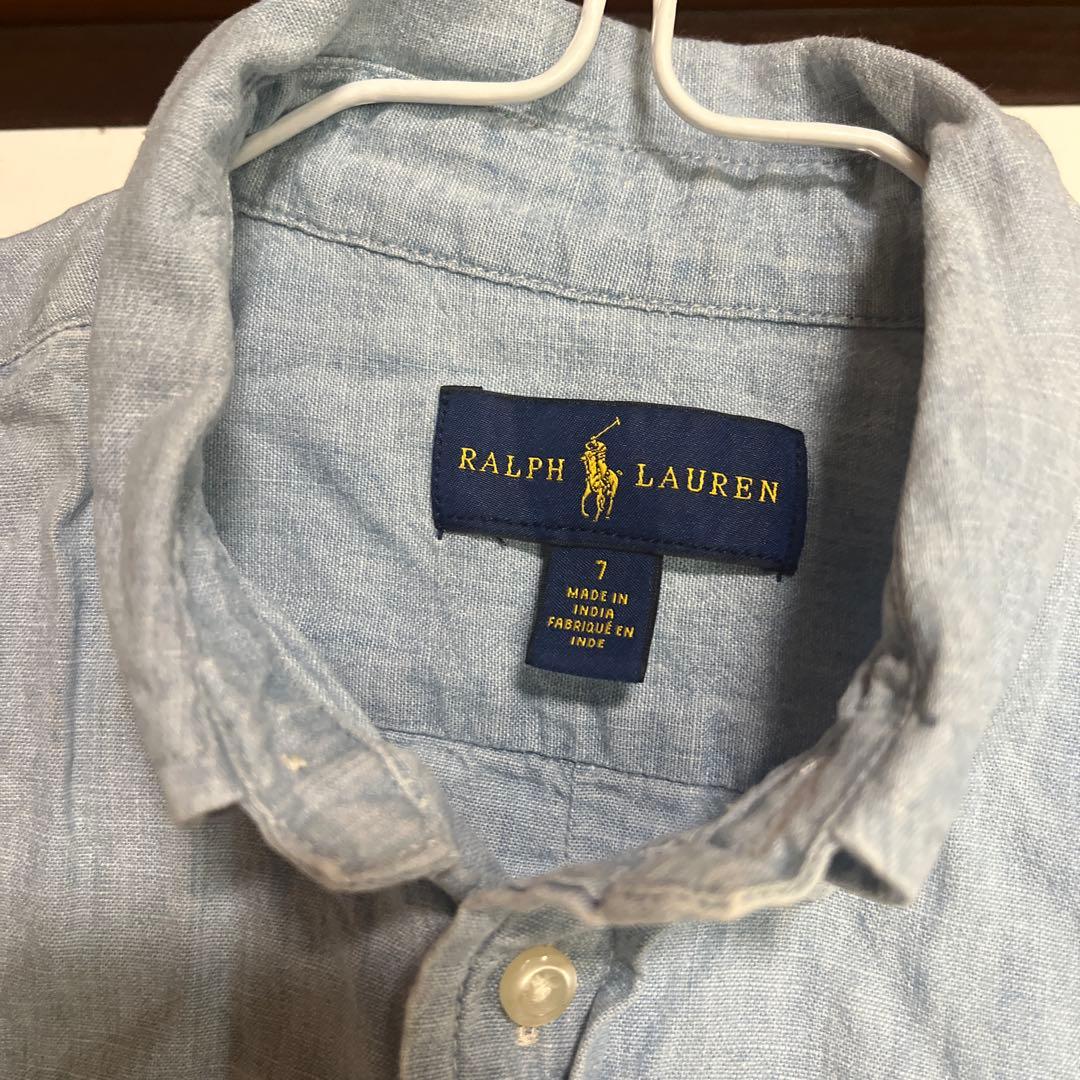 RALPH LAUREN
7
MADE IN
INDIA
FABRIQUÉ EN
INDE